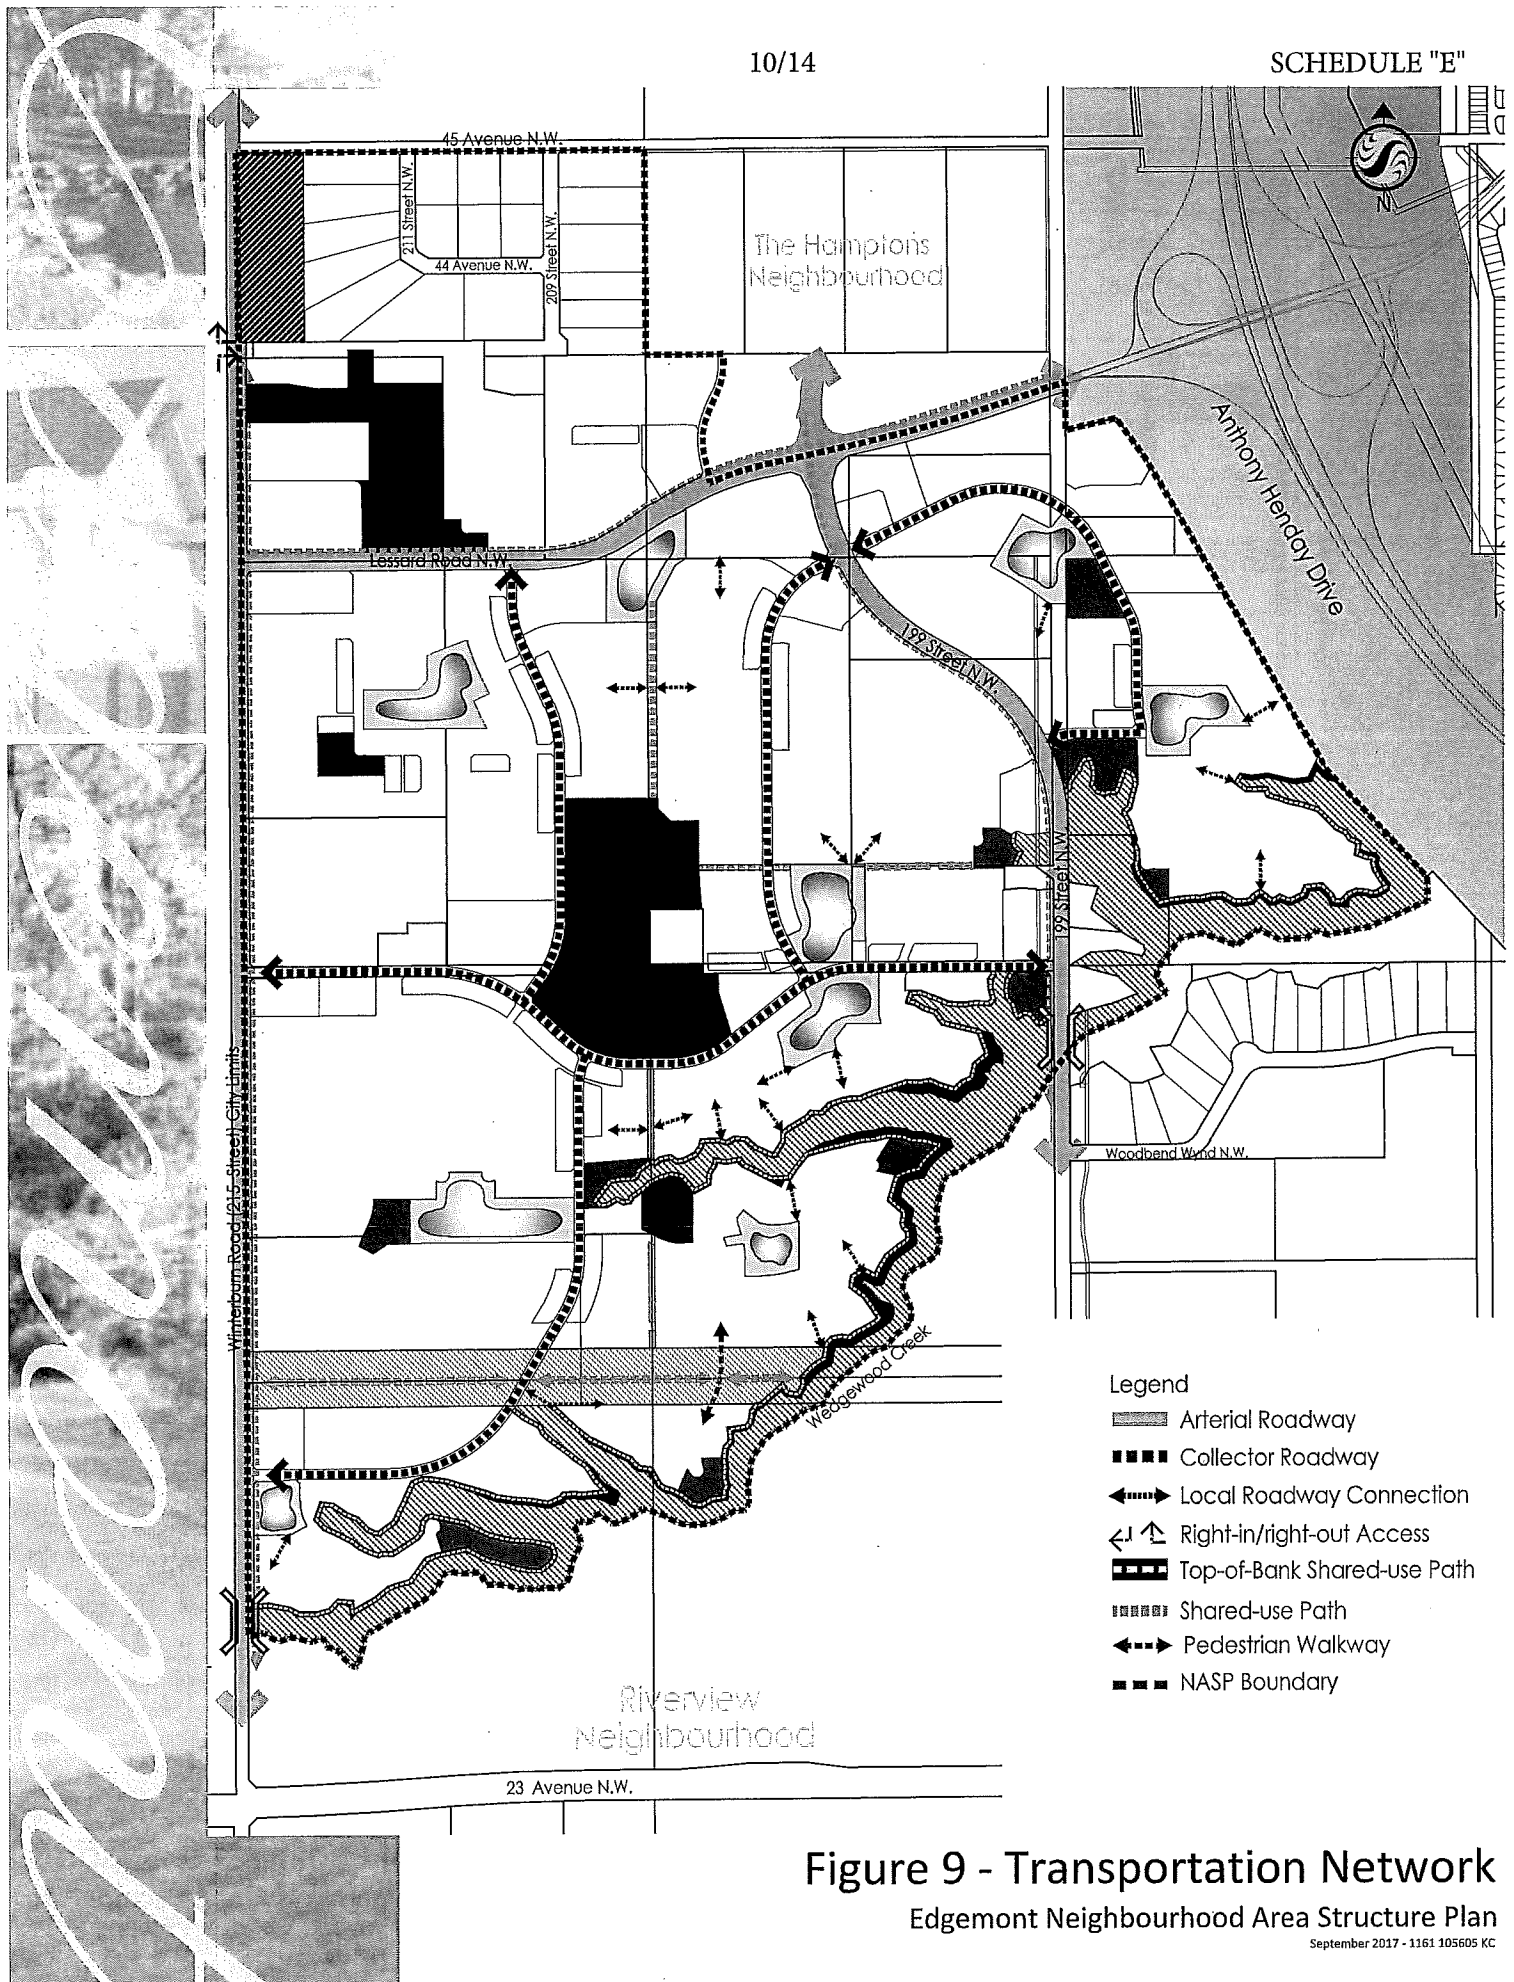 10/14
SCHEDULE "E"
45 Avenue N.W.
211 Street N.W.
44 Avenue N.W.
209 Street N.W.
The Hamptons
Neighbourhood
N
Anthony Henday Drive
Lessard Road N.W.
199 Street N.W.
199 Street N.W.
Winterburn Road (215 Street) City Limits
Woodbend Wynd N.W.
Wedgewood Creek
Riverview
Neighbourhood
23 Avenue N.W.
Legend
Arterial Roadway
Collector Roadway
Local Roadway Connection
Right-in/right-out Access
Top-of-Bank Shared-use Path
Shared-use Path
Pedestrian Walkway
NASP Boundary
Figure 9 - Transportation Network
Edgemont Neighbourhood Area Structure Plan
September 2017 - 1161 105605 KC